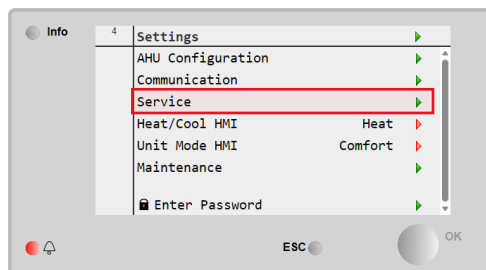 Info
4 Settings
AHU Configuration
Communication
Service
Heat/Cool HMI Heat
Unit Mode HMI Comfort
Maintenance
Enter Password
ESC
OK